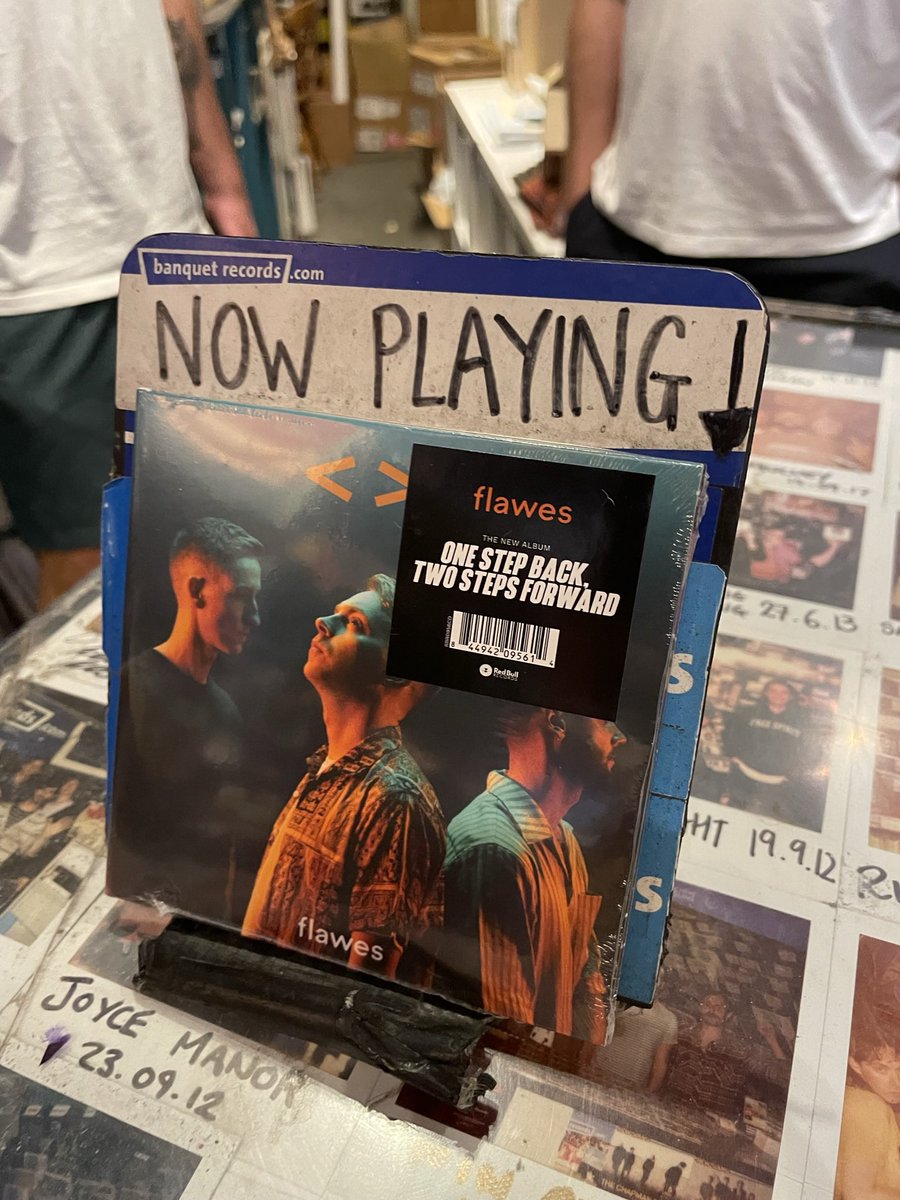 banquet records.com
NOW PLAYING
< >
flawes
THE NEW ALBUM
ONE STEP BACK,
TWO STEPS FORWARD
8 44942 09561 4
Red Bull
RECORDS
flawes
S
S
27.6.13
HT 19.9.12
JOYCE MANOR
23.09.12